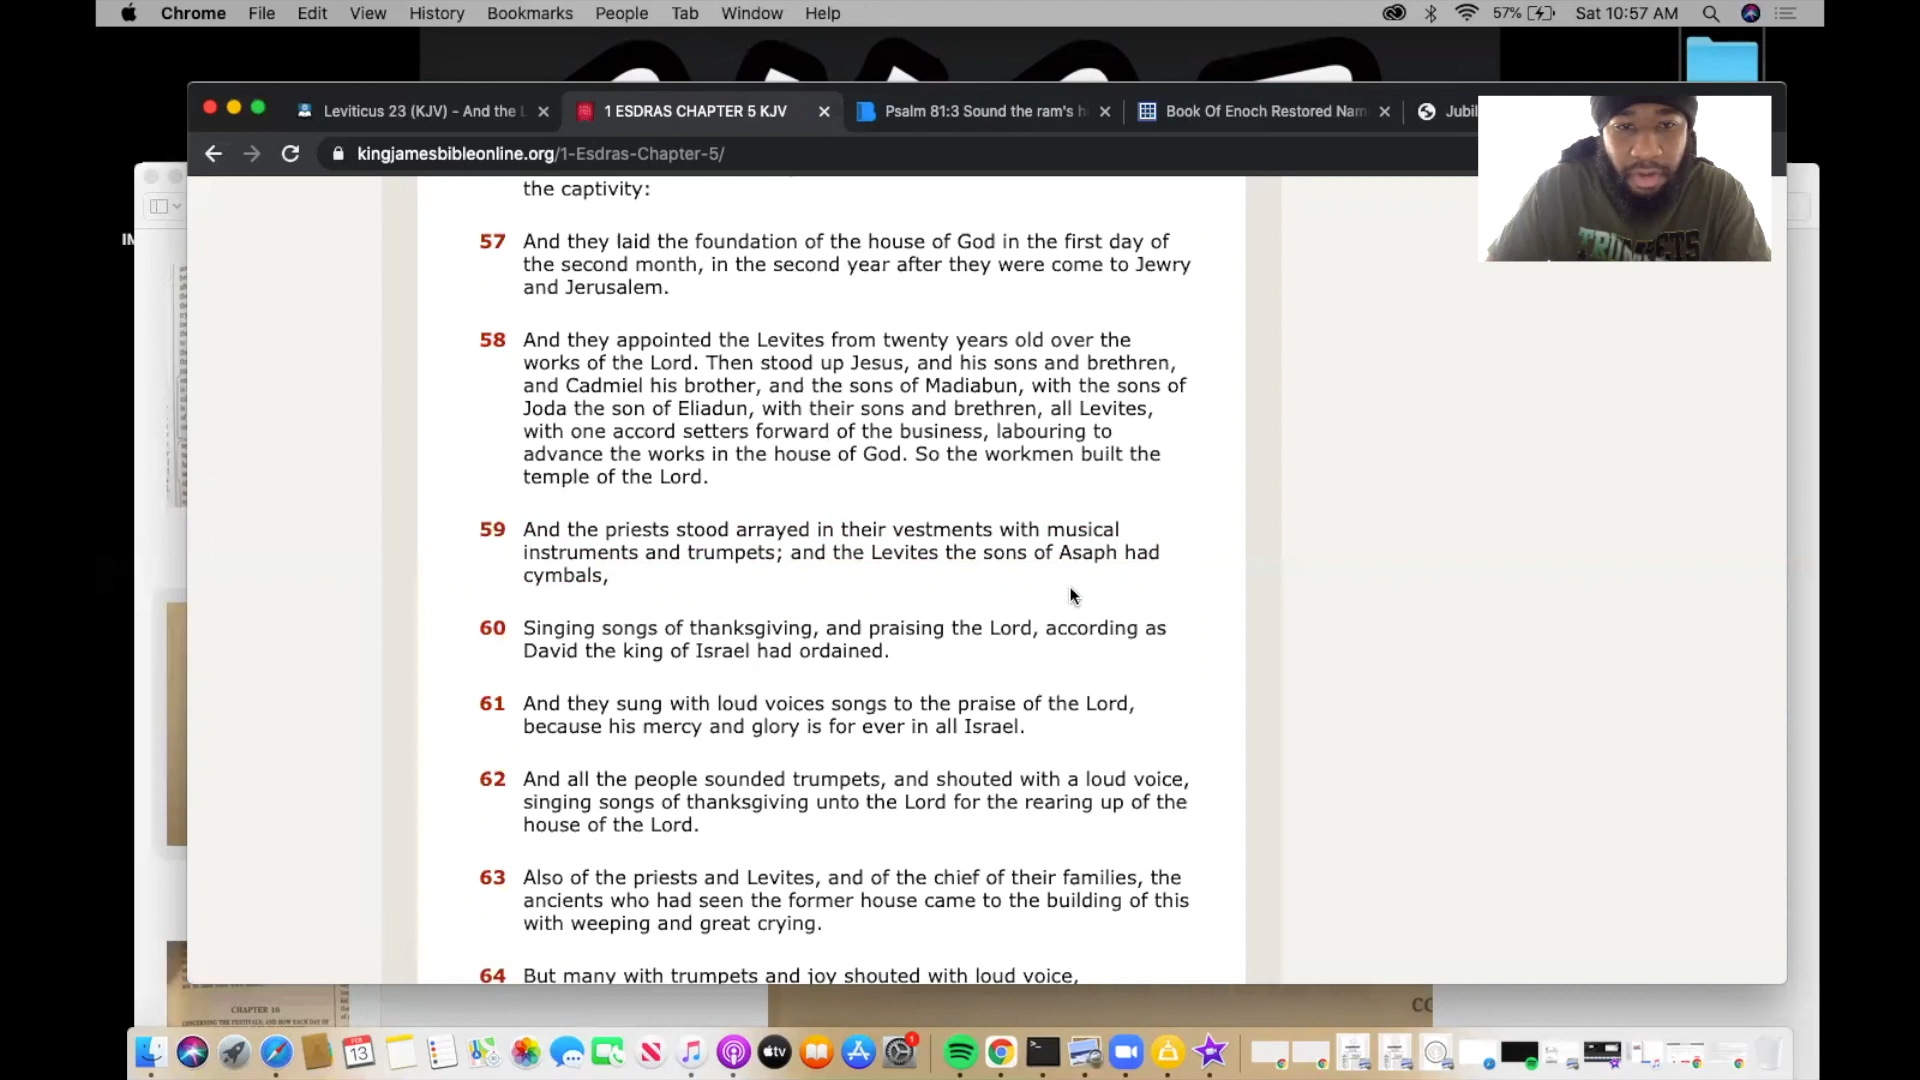 Chrome File Edit View History Bookmarks People Tab Window Help 57% Sat 10:57 AM
Leviticus 23 (KJV) - And the L
1 ESDRAS CHAPTER 5 KJV
Psalm 81:3 Sound the ram's h
Book Of Enoch Restored Nam
Jubil
kingjamesbibleonline.org/1-Esdras-Chapter-5/
the captivity:
57 And they laid the foundation of the house of God in the first day of
the second month, in the second year after they were come to Jewry
and Jerusalem.
58 And they appointed the Levites from twenty years old over the
works of the Lord. Then stood up Jesus, and his sons and brethren,
and Cadmiel his brother, and the sons of Madiabun, with the sons of
Joda the son of Eliadun, with their sons and brethren, all Levites,
with one accord setters forward of the business, labouring to
advance the works in the house of God. So the workmen built the
temple of the Lord.
59 And the priests stood arrayed in their vestments with musical
instruments and trumpets; and the Levites the sons of Asaph had
cymbals,
60 Singing songs of thanksgiving, and praising the Lord, according as
David the king of Israel had ordained.
61 And they sung with loud voices songs to the praise of the Lord,
because his mercy and glory is for ever in all Israel.
62 And all the people sounded trumpets, and shouted with a loud voice,
singing songs of thanksgiving unto the Lord for the rearing up of the
house of the Lord.
63 Also of the priests and Levites, and of the chief of their families, the
ancients who had seen the former house came to the building of this
with weeping and great crying.
64 But many with trumpets and joy shouted with loud voice,
TRUMPETS
CHAPTER 10
CONCERNING THE FESTIVALS; AND HOW EACH DAY OF
FEB
13
tv
1